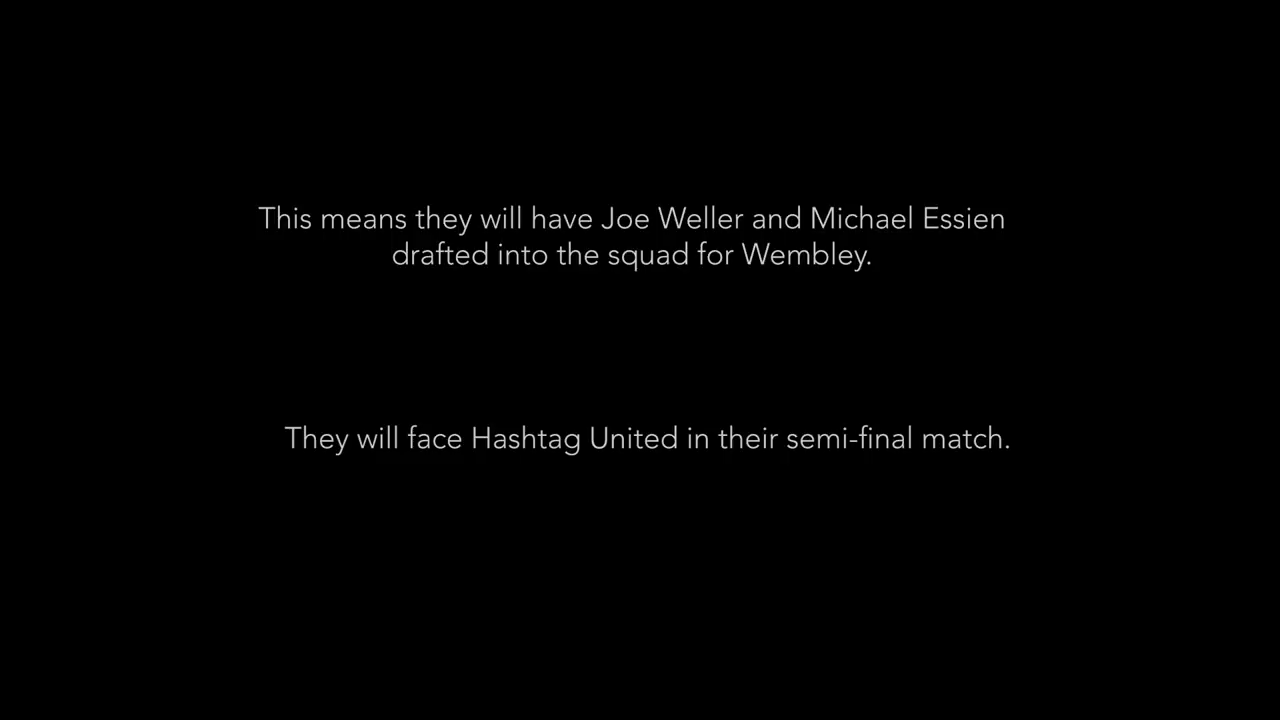 This means they will have Joe Weller and Michael Essien
drafted into the squad for Wembley.
They will face Hashtag United in their semi-final match.